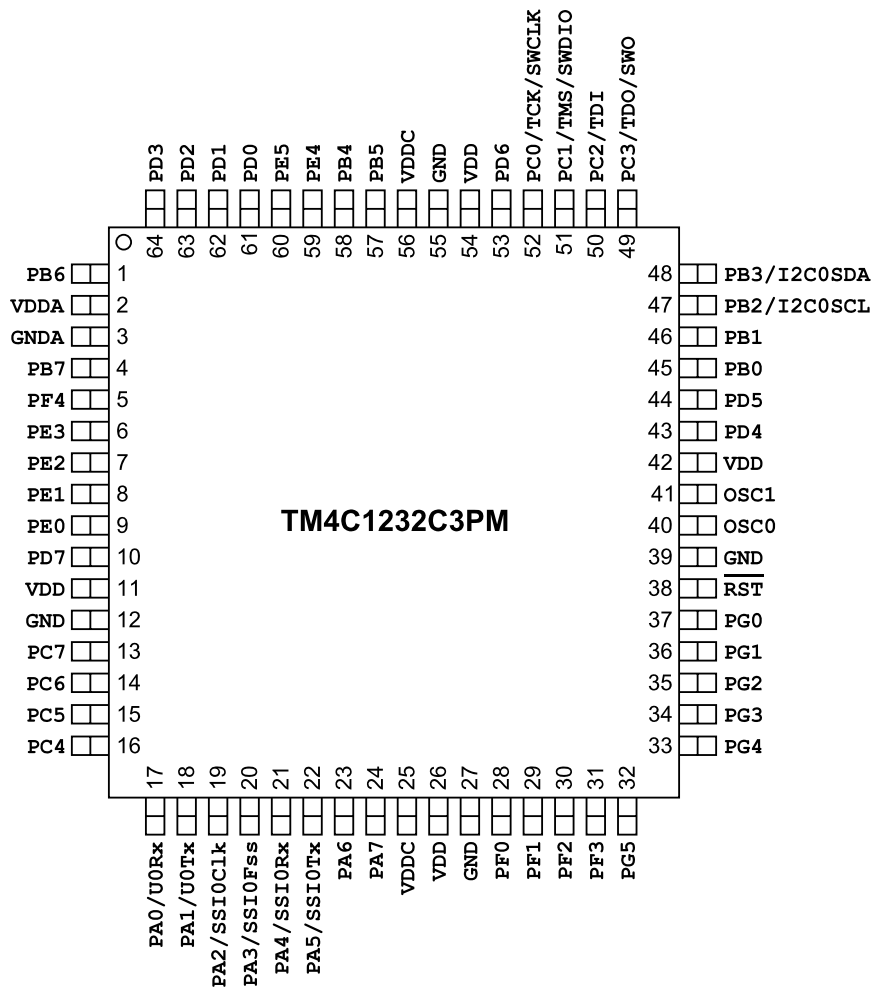 PD3
PD2
PD1
PD0
PE5
PE4
PB4
PB5
VDDC
GND
VDD
PD6
PC0/TCK/SWCLK
PC1/TMS/SWDIO
PC2/TDI
PC3/TDO/SWO
64 63 62 61 60 59 58 57 56 55 54 53 52 51 50 49
PB6 1 48 PB3/I2C0SDA
VDDA 2 47 PB2/I2C0SCL
GNDA 3 46 PB1
PB7 4 45 PB0
PF4 5 44 PD5
PE3 6 43 PD4
PE2 7 42 VDD
PE1 8 41 OSC1
TM4C1232C3PM
PE0 9 40 OSC0
PD7 10 39 GND
VDD 11 38 RST
GND 12 37 PG0
PC7 13 36 PG1
PC6 14 35 PG2
PC5 15 34 PG3
PC4 16 33 PG4
17 18 19 20 21 22 23 24 25 26 27 28 29 30 31 32
PA0/U0Rx
PA1/U0Tx
PA2/SSI0Clk
PA3/SSI0Fss
PA4/SSI0Rx
PA5/SSI0Tx
PA6
PA7
VDDC
VDD
GND
PF0
PF1
PF2
PF3
PG5